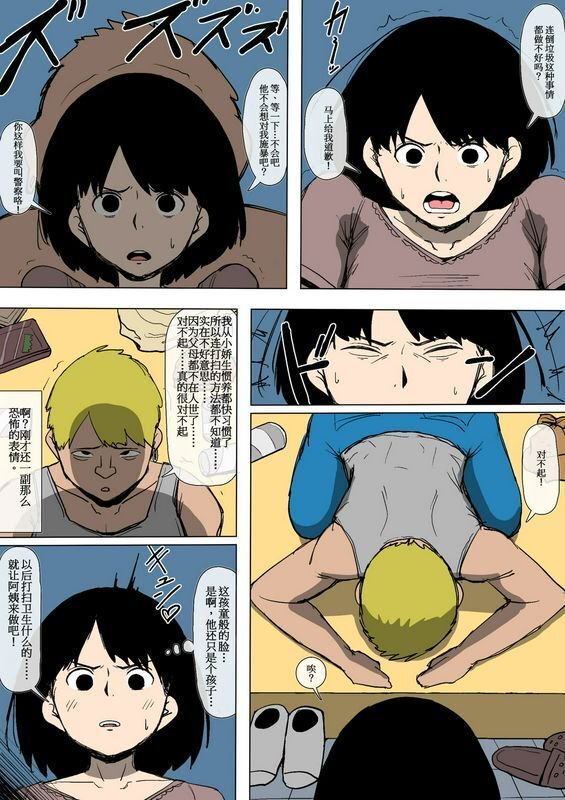 连倒垃圾这种事情
都做不好吗？
马上给我道歉！
ズズズ
等、等一下…不会吧
他不会想对我施暴吧？
你这样我要叫警察咯！
对不起！
唉？
我从小娇生惯养都快习惯了
所以连打扫的方法都不知道……
实在不好意思……
因为父母都不在人世了……
对不起……真的很对不起
啊？刚才还一副那么
恐怖的表情。
キュン
这孩童般的脸…
是啊，他还只是个孩子…
以后打扫卫生什么的……
就让阿姨来做吧！